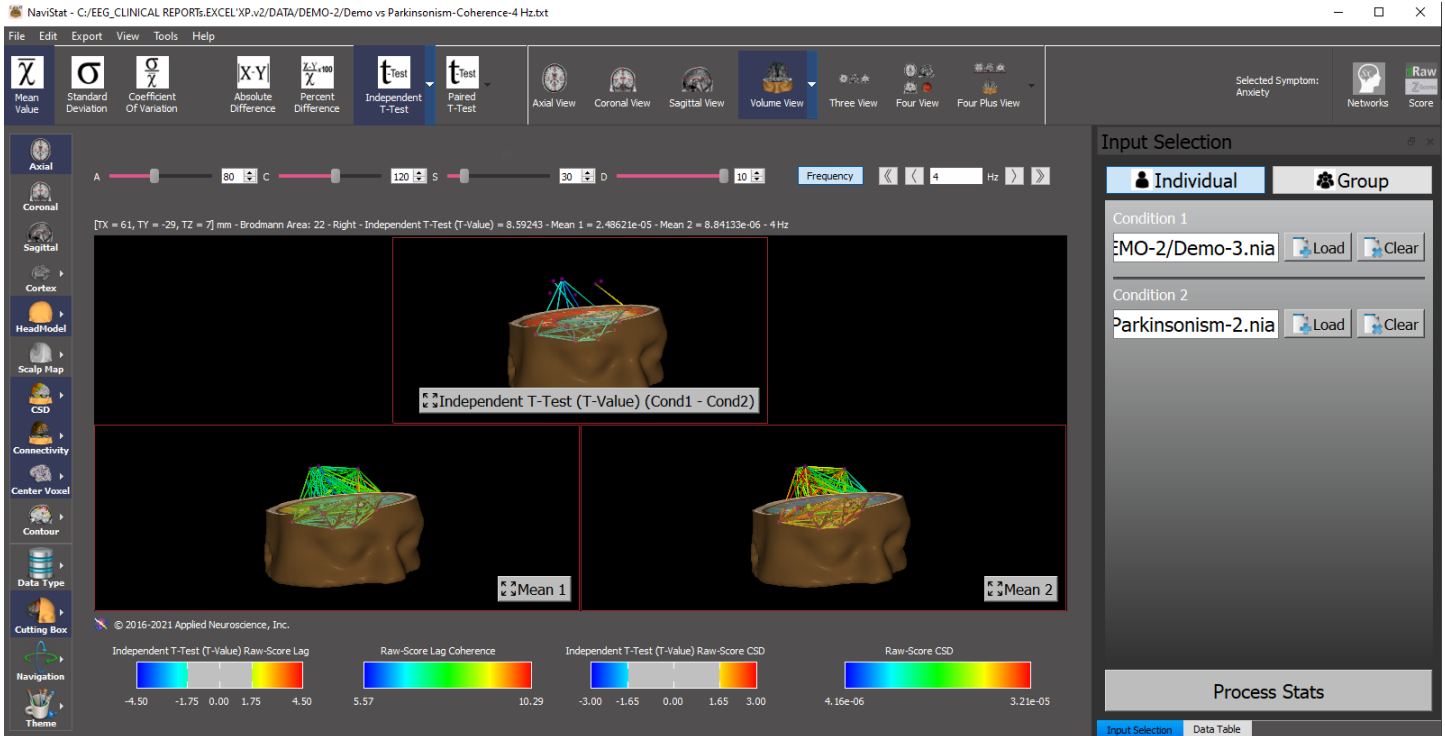 NaviStat - C:/EEG_CLINICAL REPORTs.EXCEL'XP.v2/DATA/DEMO-2/Demo vs Parkinsonism-Coherence-4 Hz.txt
File Edit Export View Tools Help
X
Mean Value
σ
Standard Deviation
σ/X
Coefficient Of Variation
|X-Y|
Absolute Difference
X-Y/X x100
Percent Difference
t-Test
Independent T-Test
t-Test
Paired T-Test
Axial View
Coronal View
Sagittal View
Volume View
Three View
Four View
Four Plus View
Selected Symptom:
Anxiety
Networks
Raw
Z Score
Score
Axial
Coronal
Sagittal
Cortex
HeadModel
Scalp Map
CSD
Connectivity
Center Voxel
Contour
Data Type
Cutting Box
Navigation
Theme
A 80 C 120 S 30 D 10 Frequency 4 Hz
[TX = 61, TY = -29, TZ = 7] mm - Brodmann Area: 22 - Right - Independent T-Test (T-Value) = 8.59243 - Mean 1 = 2.48621e-05 - Mean 2 = 8.84133e-06 - 4 Hz
Independent T-Test (T-Value) (Cond1 - Cond2)
Mean 1
Mean 2
© 2016-2021 Applied Neuroscience, Inc.
Independent T-Test (T-Value) Raw-Score Lag
-4.50 -1.75 0.00 1.75 4.50
Raw-Score Lag Coherence
5.57 10.29
Independent T-Test (T-Value) Raw-Score CSD
-3.00 -1.65 0.00 1.65 3.00
Raw-Score CSD
4.16e-06 3.21e-05
Input Selection
Individual
Group
Condition 1
EMO-2/Demo-3.nia Load Clear
Condition 2
Parkinsonism-2.nia Load Clear
Process Stats
Input Selection Data Table